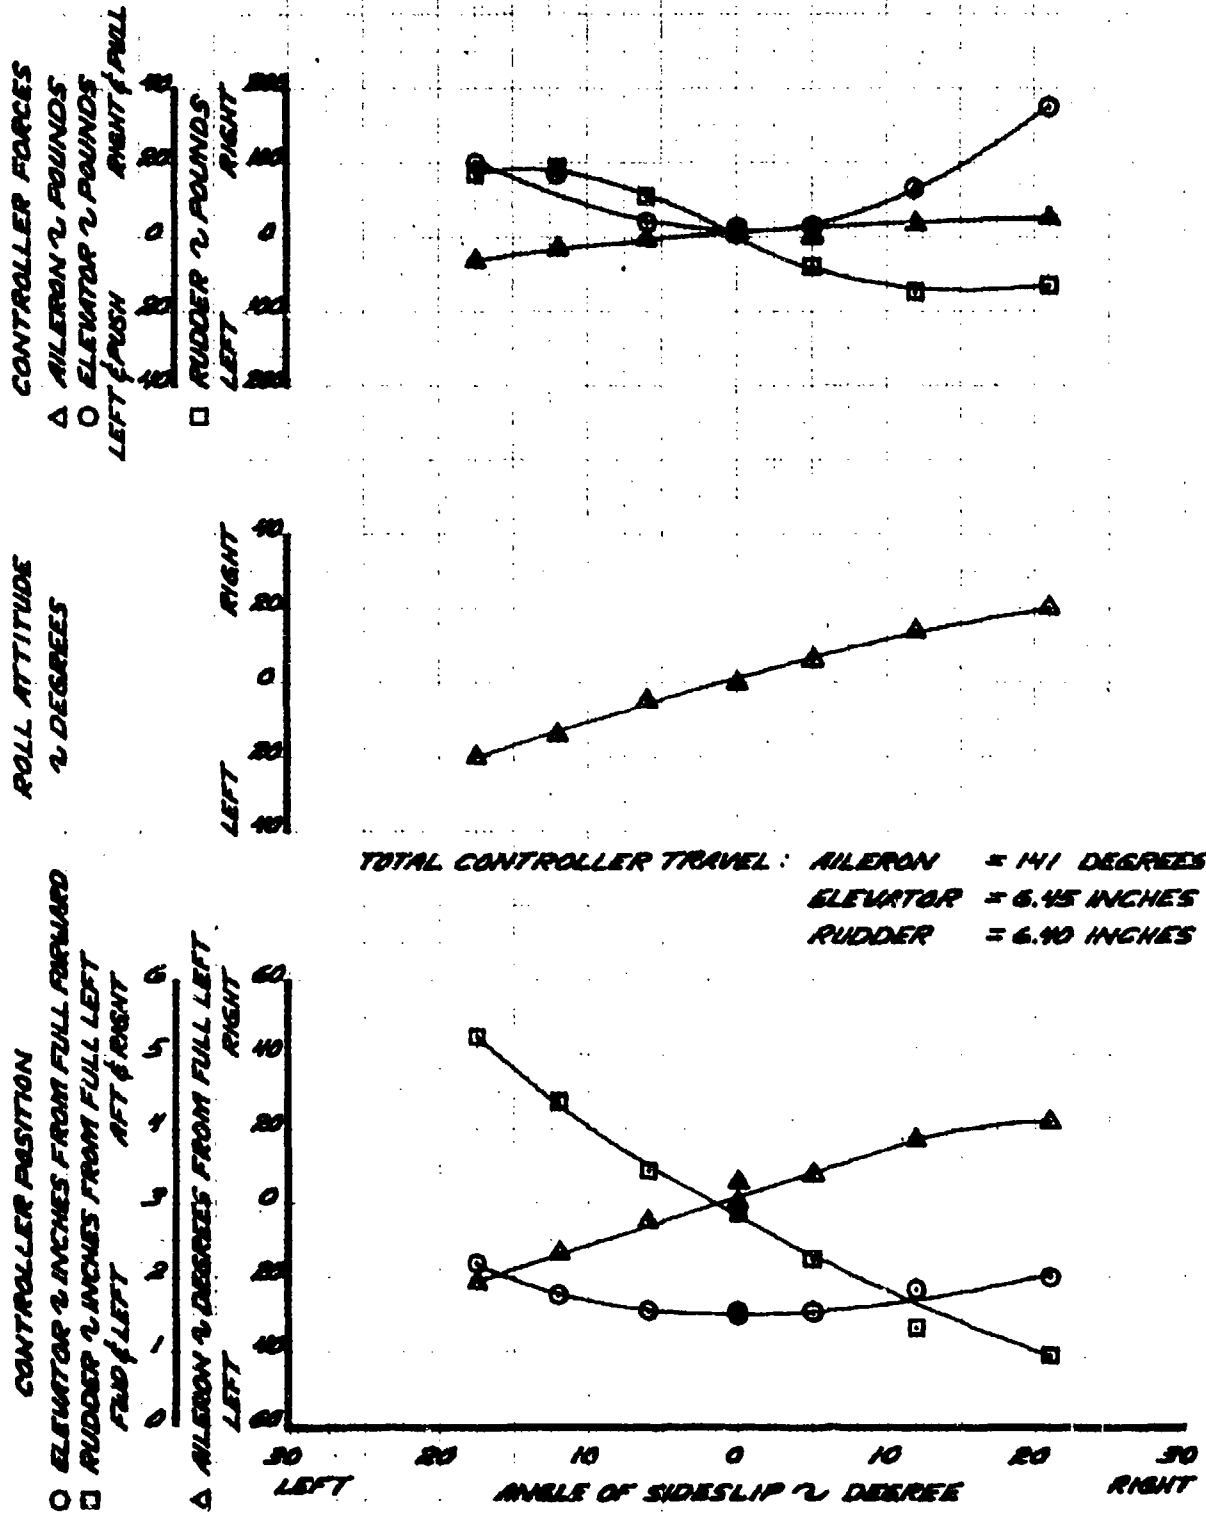 CONTROLLER FORCES
△ AILERON ~ POUNDS
○ ELEVATOR ~ POUNDS
LEFT & PUSH RIGHT & PULL
40
20
0
20
40
□ RUDDER ~ POUNDS
LEFT RIGHT
200
100
0
100
200
ROLL ATTITUDE
~ DEGREES
LEFT RIGHT
40
20
0
20
40
TOTAL CONTROLLER TRAVEL: AILERON = 141 DEGREES
ELEVATOR = 6.45 INCHES
RUDDER = 6.40 INCHES
CONTROLLER POSITION
○ ELEVATOR ~ INCHES FROM FULL FORWARD
□ RUDDER ~ INCHES FROM FULL LEFT
FWD & LEFT AFT & RIGHT
6
5
4
3
2
1
0
△ AILERON ~ DEGREES FROM FULL LEFT
LEFT RIGHT
60
40
20
0
20
40
60
30 20 10 0 10 20 30
LEFT ANGLE OF SIDESLIP ~ DEGREE RIGHT